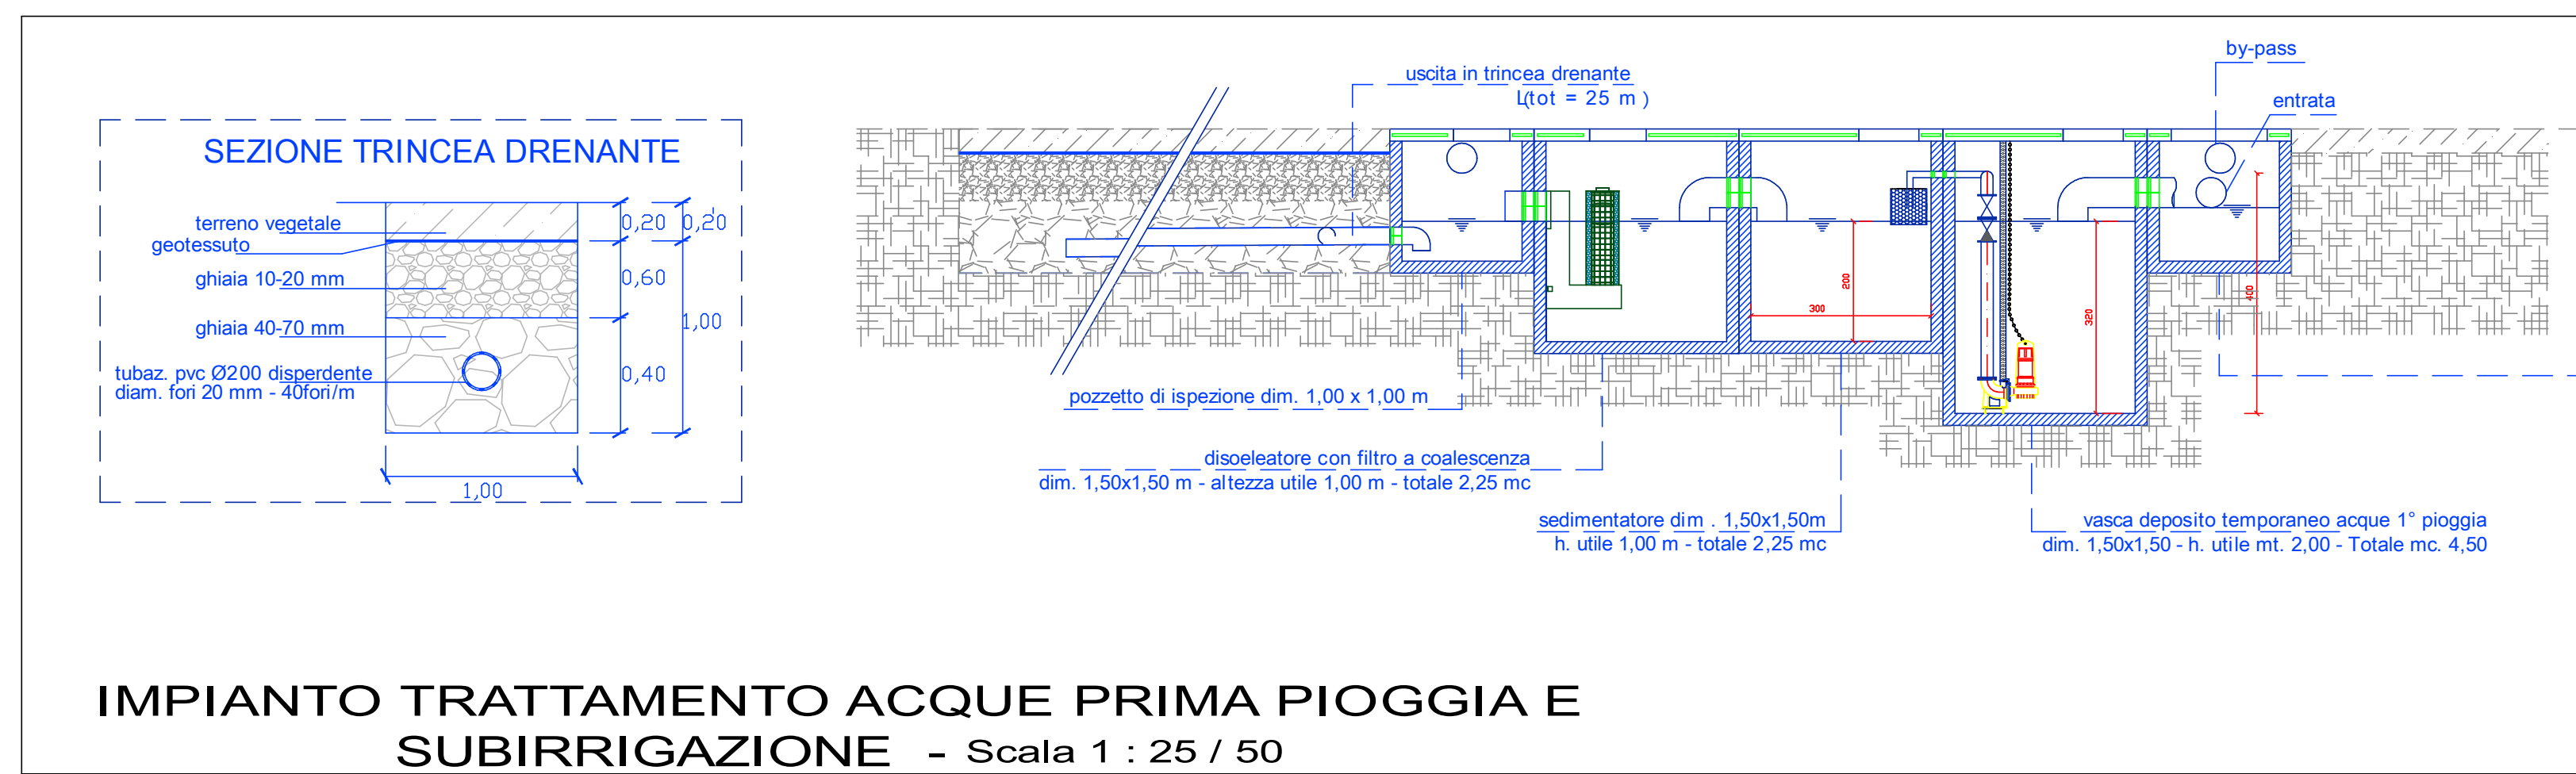 SEZIONE TRINCEA DRENANTE
terreno vegetale
geotessuto
ghiaia 10-20 mm
ghiaia 40-70 mm
tubaz. pvc Ø200 disperdente
diam. fori 20 mm - 40fori/m
0,20
0,20
0,60
1,00
0,40
1,00
uscita in trincea drenante
L(tot = 25 m )
by-pass
entrata
200
300
320
400
pozzetto di ispezione dim. 1,00 x 1,00 m
disoeleatore con filtro a coalescenza
dim. 1,50x1,50 m - altezza utile 1,00 m - totale 2,25 mc
sedimentatore dim . 1,50x1,50m
h. utile 1,00 m - totale 2,25 mc
vasca deposito temporaneo acque 1° pioggia
dim. 1,50x1,50 - h. utile mt. 2,00 - Totale mc. 4,50
IMPIANTO TRATTAMENTO ACQUE PRIMA PIOGGIA E
SUBIRRIGAZIONE - Scala 1 : 25 / 50